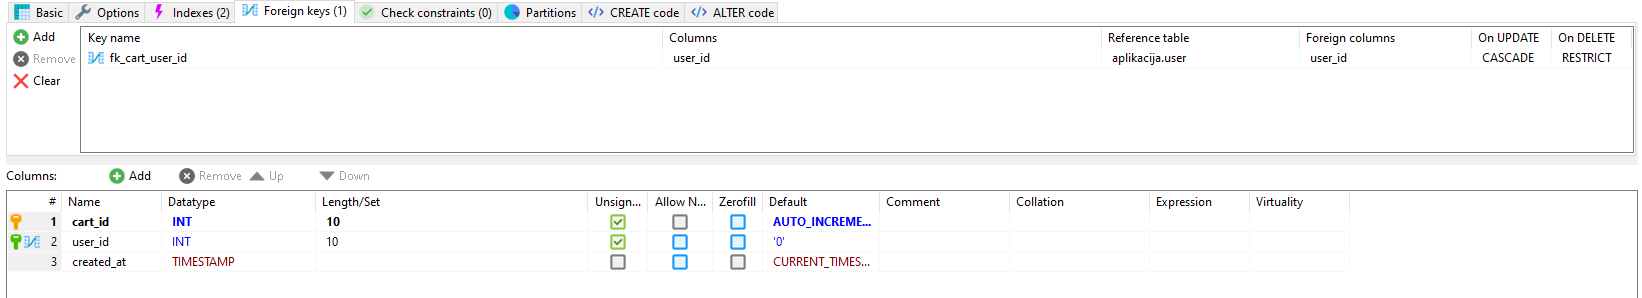 Basic Options Indexes (2) Foreign keys (1) Check constraints (0) Partitions CREATE code ALTER code
Add
Remove
Clear
Key name Columns Reference table Foreign columns On UPDATE On DELETE
fk_cart_user_id user_id aplikacija.user user_id CASCADE RESTRICT
Columns: Add Remove Up Down
# Name Datatype Length/Set Unsign... Allow N... Zerofill Default Comment Collation Expression Virtuality
1 cart_id INT 10 AUTO_INCREME...
2 user_id INT 10 '0'
3 created_at TIMESTAMP CURRENT_TIMES...